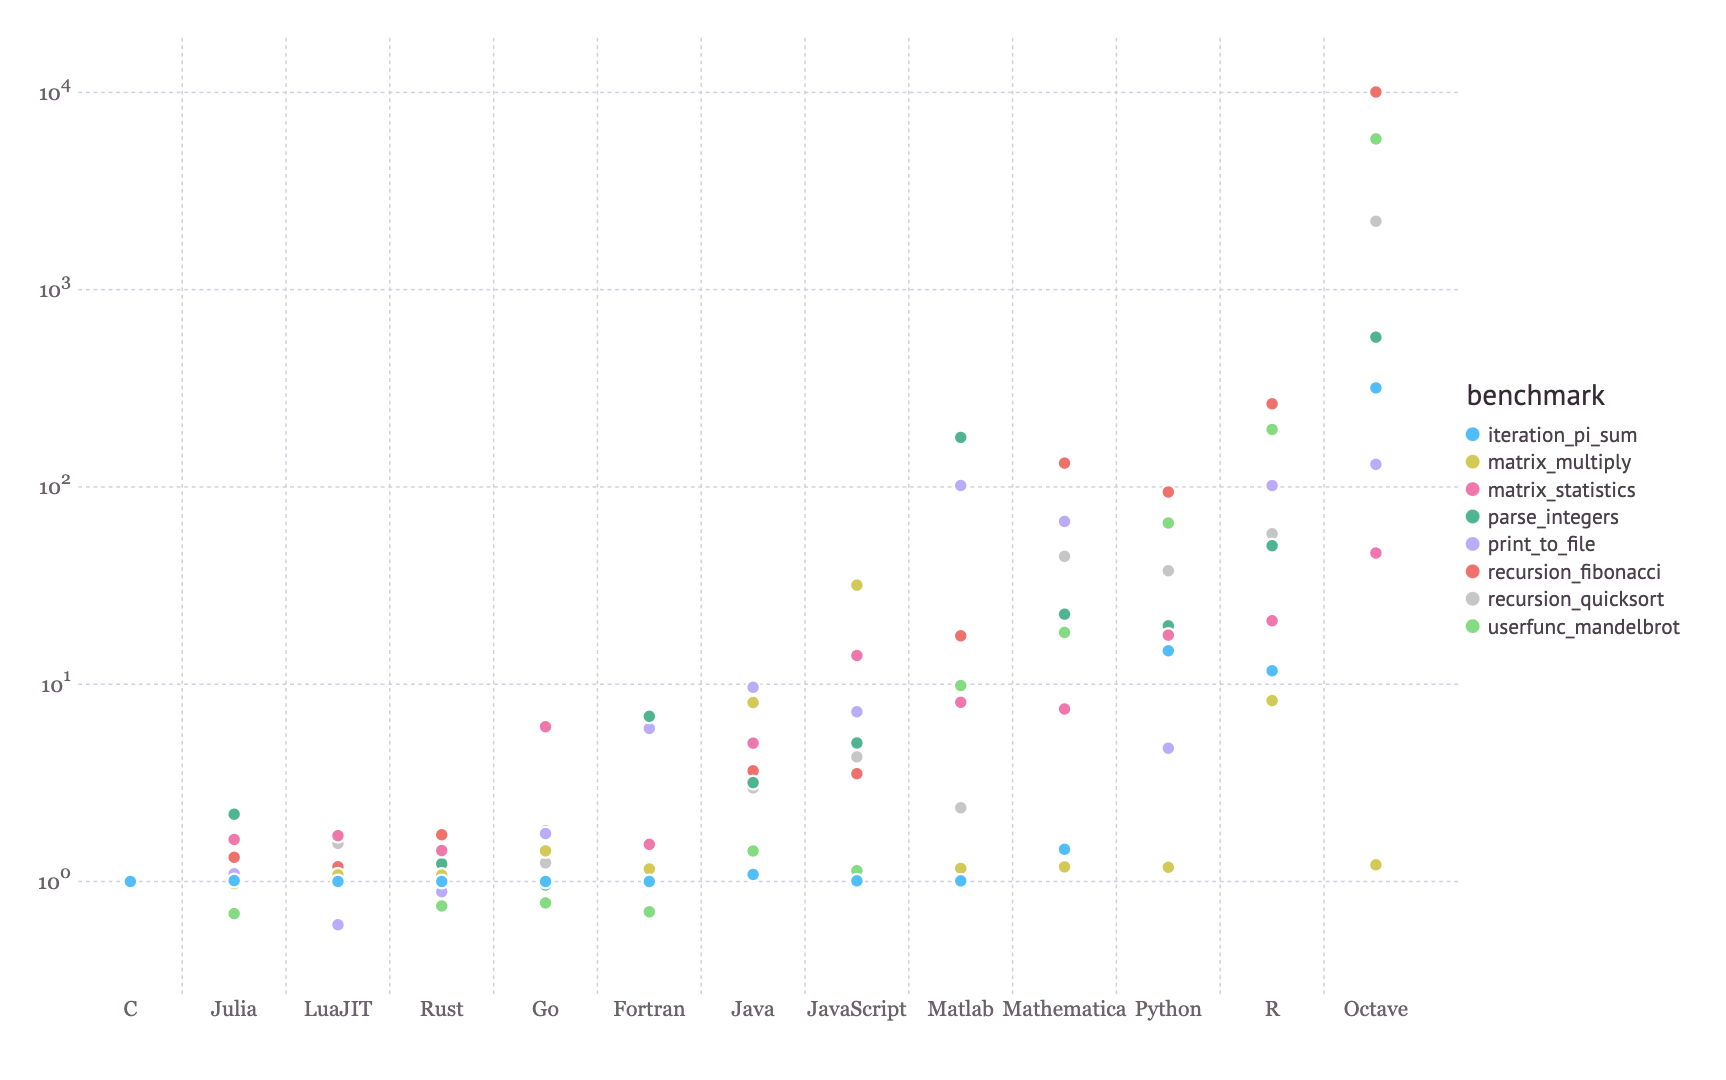 10^4
10^3
10^2
10^1
10^0
C Julia LuaJIT Rust Go Fortran Java JavaScript Matlab Mathematica Python R Octave
benchmark
iteration_pi_sum
matrix_multiply
matrix_statistics
parse_integers
print_to_file
recursion_fibonacci
recursion_quicksort
userfunc_mandelbrot